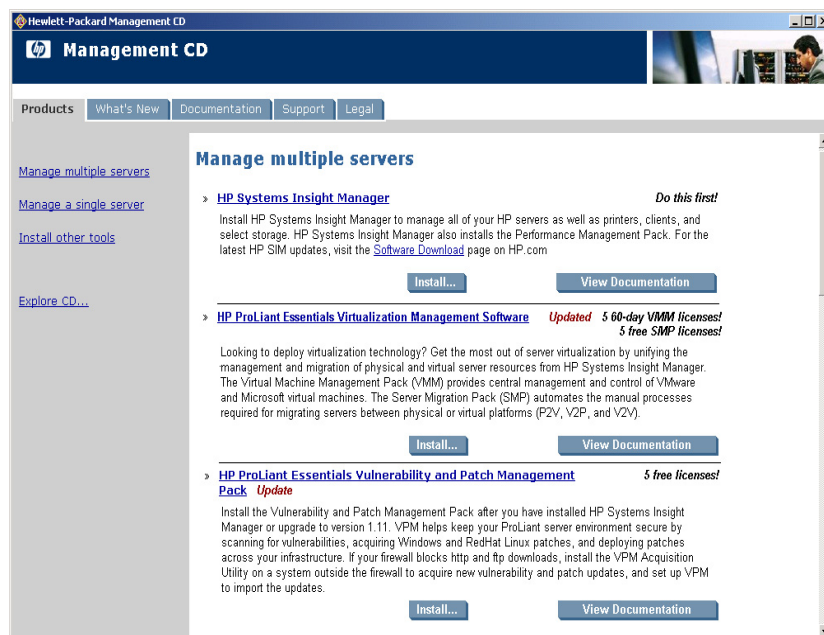 Hewlett-Packard Management CD
hp Management CD
Products What's New Documentation Support Legal
Manage multiple servers
Manage a single server
Install other tools
Explore CD...
Manage multiple servers
» HP Systems Insight Manager Do this first!
Install HP Systems Insight Manager to manage all of your HP servers as well as printers, clients, and
select storage. HP Systems Insight Manager also installs the Performance Management Pack. For the
latest HP SIM updates, visit the Software Download page on HP.com
Install... View Documentation
» HP ProLiant Essentials Virtualization Management Software Updated 5 60-day VMM licenses!
5 free SMP licenses!
Looking to deploy virtualization technology? Get the most out of server virtualization by unifying the
management and migration of physical and virtual server resources from HP Systems Insight Manager.
The Virtual Machine Management Pack (VMM) provides central management and control of VMware
and Microsoft virtual machines. The Server Migration Pack (SMP) automates the manual processes
required for migrating servers between physical or virtual platforms (P2V, V2P, and V2V).
Install... View Documentation
» HP ProLiant Essentials Vulnerability and Patch Management 5 free licenses!
Pack Update
Install the Vulnerability and Patch Management Pack after you have installed HP Systems Insight
Manager or upgrade to version 1.11. VPM helps keep your ProLiant server environment secure by
scanning for vulnerabilities, acquiring Windows and RedHat Linux patches, and deploying patches
across your infrastructure. If your firewall blocks http and ftp downloads, install the VPM Acquisition
Utility on a system outside the firewall to acquire new vulnerability and patch updates, and set up VPM
to import the updates.
Install... View Documentation